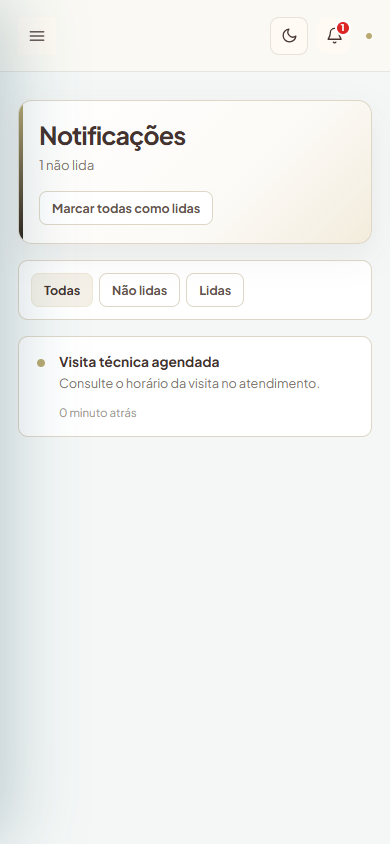 1
Notificações
1 não lida
Marcar todas como lidas
Todas
Não lidas
Lidas
Visita técnica agendada
Consulte o horário da visita no atendimento.
0 minuto atrás